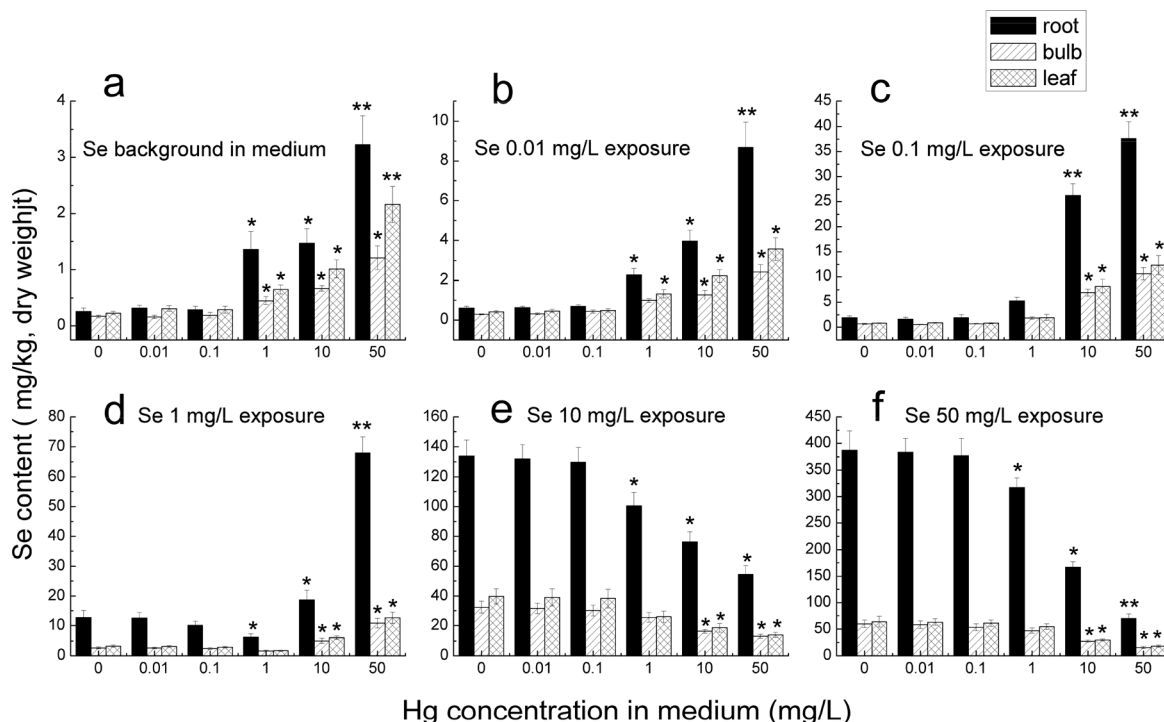 root
bulb
leaf
a
b
c
Se background in medium
Se 0.01 mg/L exposure
Se 0.1 mg/L exposure
4
3
2
1
0
10
8
6
4
2
0
45
40
35
30
25
20
15
10
5
0
** ** * * * * * * *
** * * * * * * *
** ** * * * *
0 0.01 0.1 1 10 50
0 0.01 0.1 1 10 50
0 0.01 0.1 1 10 50
Se content ( mg/kg, dry weighjt)
d
e
f
Se 1 mg/L exposure
Se 10 mg/L exposure
Se 50 mg/L exposure
80
70
60
50
40
30
20
10
0
160
140
120
100
80
60
40
20
0
450
400
350
300
250
200
150
100
50
0
** * * * * * *
* * * * * * *
* * * * ** * *
0 0.01 0.1 1 10 50
0 0.01 0.1 1 10 50
0 0.01 0.1 1 10 50
Hg concentration in medium (mg/L)